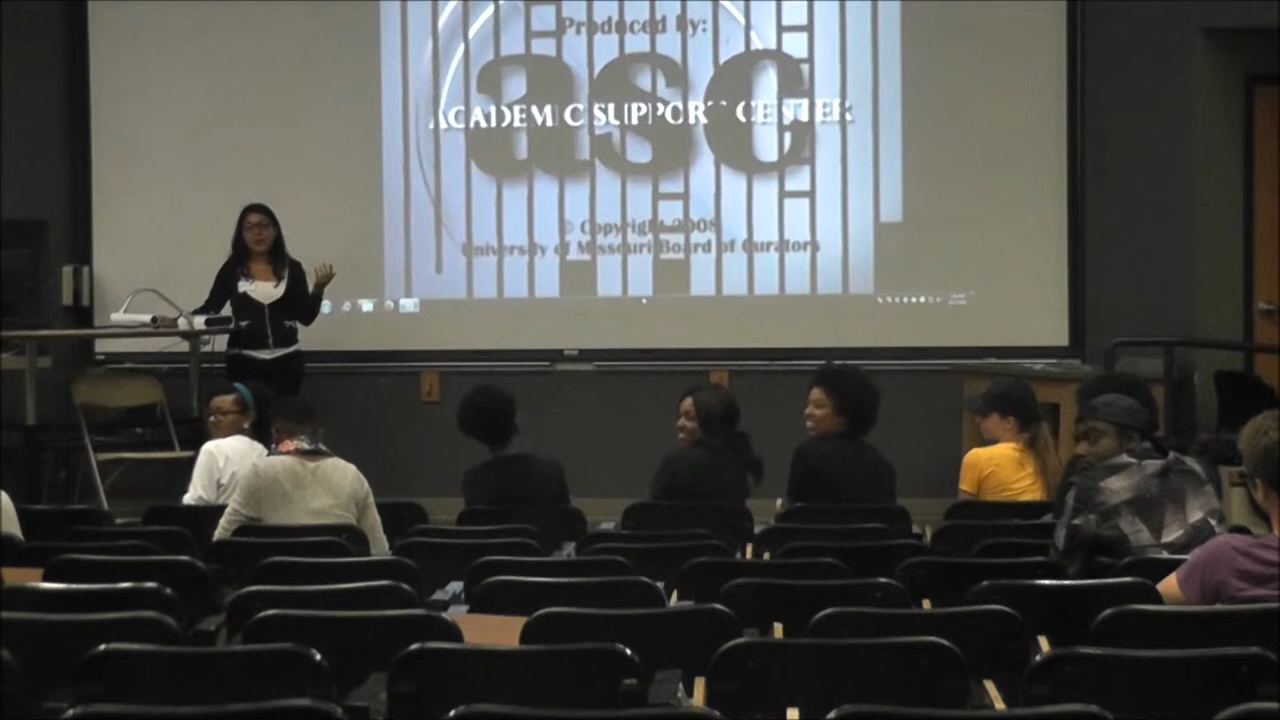 Produced by:
asc
ACADEMIC SUPPORT CENTER
© Copyright 2008
University of Missouri Board of Curators